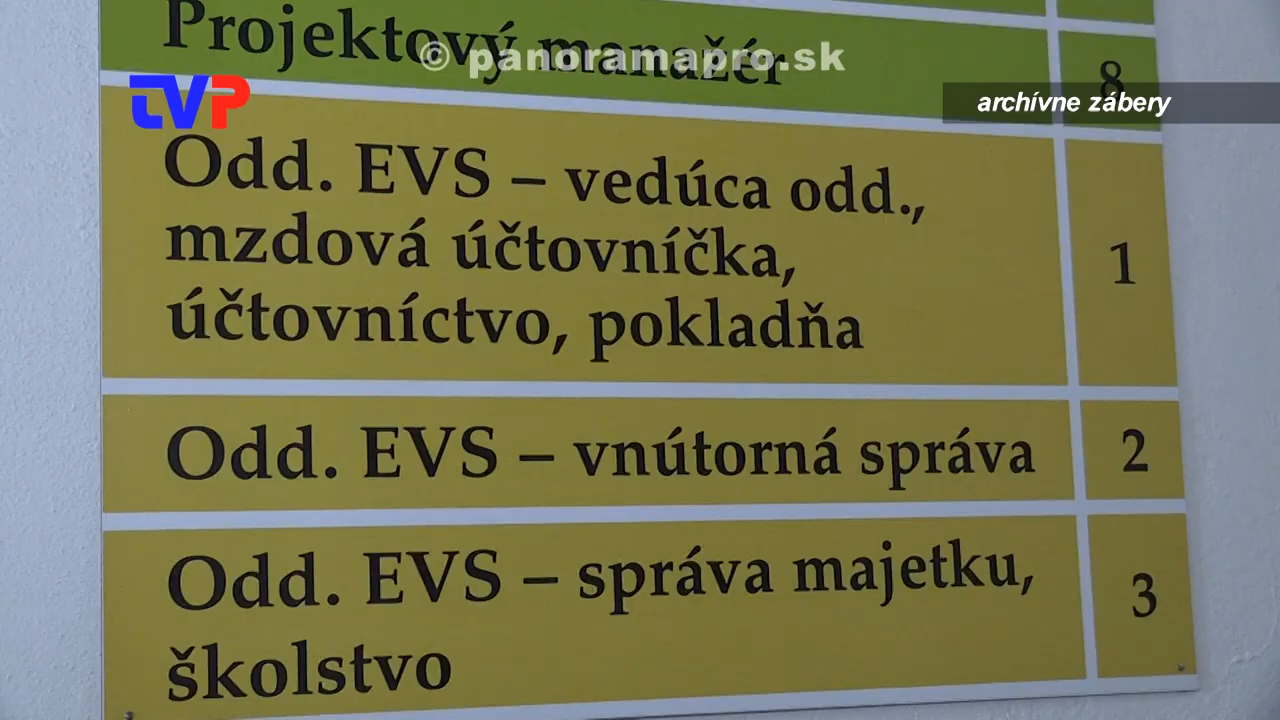 Projektový manažér
8
© panoramapro.sk
TVP
archívne zábery
Odd. EVS – vedúca odd.,
mzdová účtovníčka,
účtovníctvo, pokladňa
1
Odd. EVS – vnútorná správa
2
Odd. EVS – správa majetku,
školstvo
3